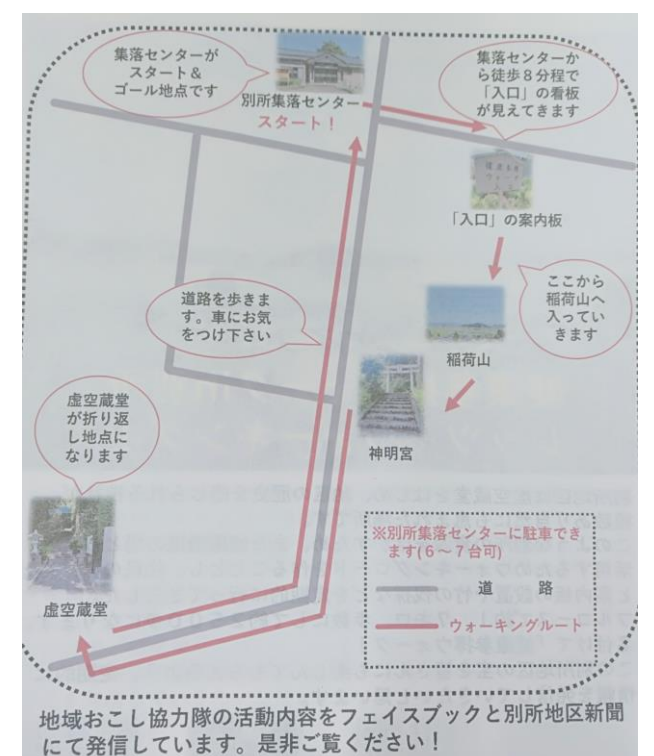 集落センターが
スタート＆
ゴール地点です
別所集落センター
スタート！
集落センターか
ら徒歩８分程で
「入口」の看板
が見えてきます
「入口」の案内板
ここから
稲荷山へ
入ってい
きます
稲荷山
道路を歩きま
す。車にお気
をつけ下さい
神明宮
虚空蔵堂
が折り返
し地点に
なります
虚空蔵堂
※別所集落センターに駐車でき
ます(６～７台可)
道　路
ウォーキングルート
地域おこし協力隊の活動内容をフェイスブックと別所地区新聞
にて発信しています。是非ご覧ください！